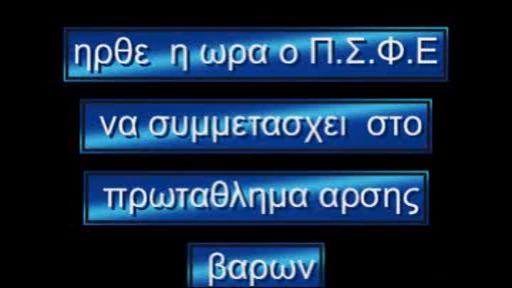 ηρθε η ωρα ο Π.Σ.Φ.Ε
να συμμετασχει στο
πρωταθλημα αρσης
βαρων